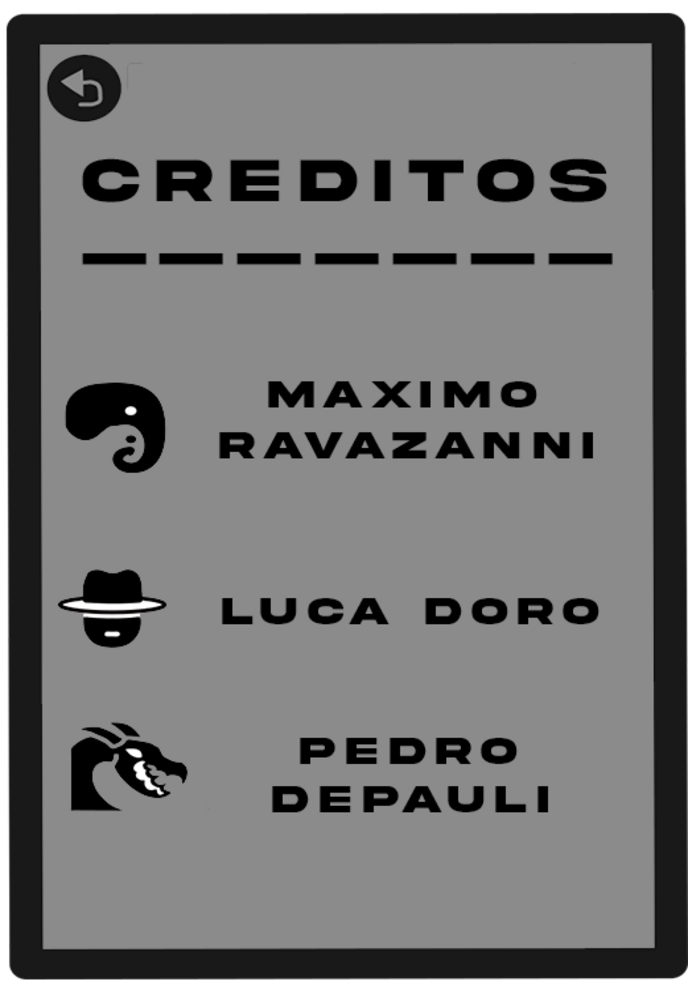 CREDITOS
MAXIMO
RAVAZANNI
LUCA DORO
PEDRO
DEPAULI